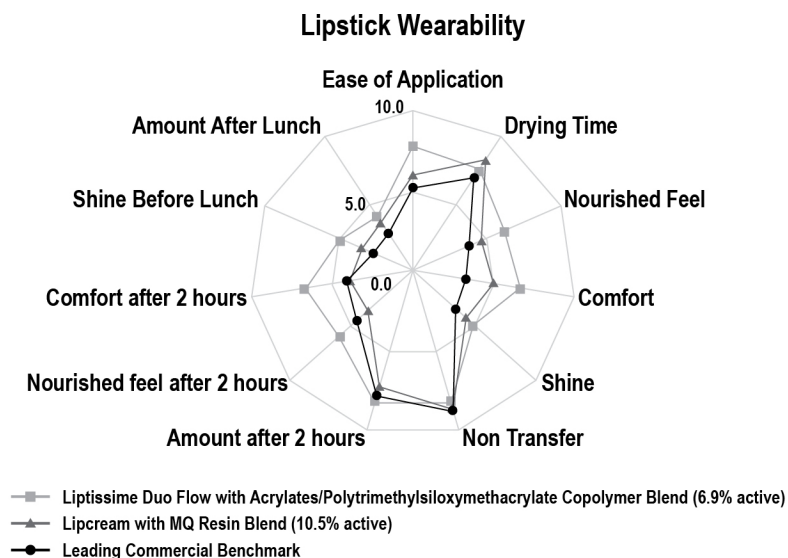 Lipstick Wearability
Ease of Application
10.0
Amount After Lunch
Drying Time
Shine Before Lunch
5.0
Nourished Feel
Comfort after 2 hours
0.0
Comfort
Nourished feel after 2 hours
Shine
Amount after 2 hours
Non Transfer
Liptissime Duo Flow with Acrylates/Polytrimethylsiloxymethacrylate Copolymer Blend (6.9% active)
Lipcream with MQ Resin Blend (10.5% active)
Leading Commercial Benchmark